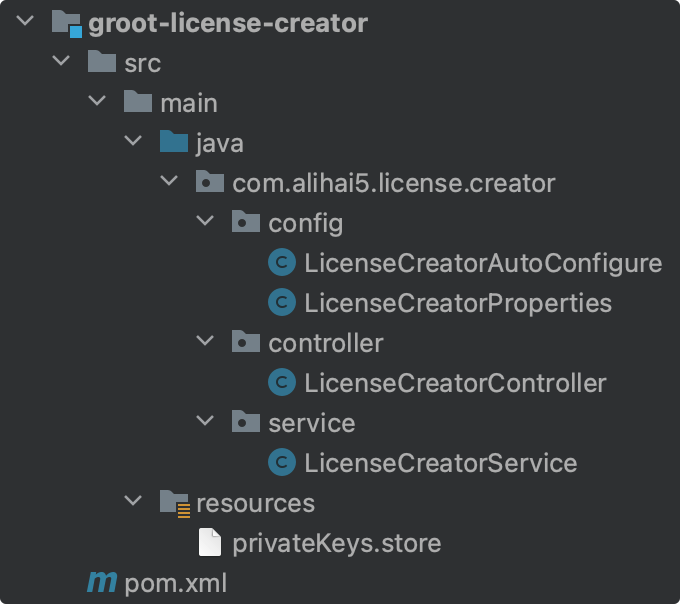 groot-license-creator
src
main
java
com.alihai5.license.creator
config
C LicenseCreatorAutoConfigure
C LicenseCreatorProperties
controller
C LicenseCreatorController
service
C LicenseCreatorService
resources
privateKeys.store
m pom.xml